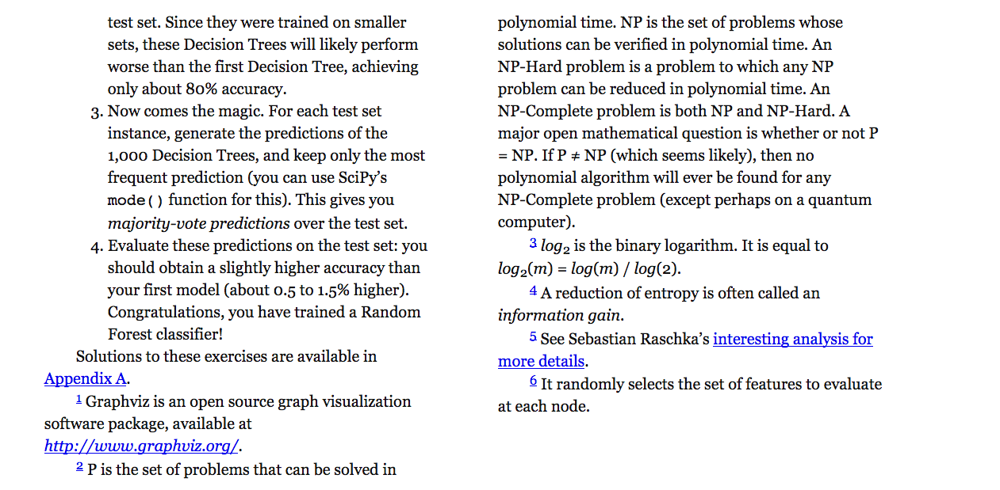 test set. Since they were trained on smaller
sets, these Decision Trees will likely perform
worse than the first Decision Tree, achieving
only about 80% accuracy.
3. Now comes the magic. For each test set
instance, generate the predictions of the
1,000 Decision Trees, and keep only the most
frequent prediction (you can use SciPy’s
mode() function for this). This gives you
majority-vote predictions over the test set.
4. Evaluate these predictions on the test set: you
should obtain a slightly higher accuracy than
your first model (about 0.5 to 1.5% higher).
Congratulations, you have trained a Random
Forest classifier!
Solutions to these exercises are available in
Appendix A.
1 Graphviz is an open source graph visualization
software package, available at
http://www.graphviz.org/.
2 P is the set of problems that can be solved in
polynomial time. NP is the set of problems whose
solutions can be verified in polynomial time. An
NP-Hard problem is a problem to which any NP
problem can be reduced in polynomial time. An
NP-Complete problem is both NP and NP-Hard. A
major open mathematical question is whether or not P
= NP. If P ≠ NP (which seems likely), then no
polynomial algorithm will ever be found for any
NP-Complete problem (except perhaps on a quantum
computer).
3 log2 is the binary logarithm. It is equal to
log2(m) = log(m) / log(2).
4 A reduction of entropy is often called an
information gain.
5 See Sebastian Raschka’s interesting analysis for
more details.
6 It randomly selects the set of features to evaluate
at each node.